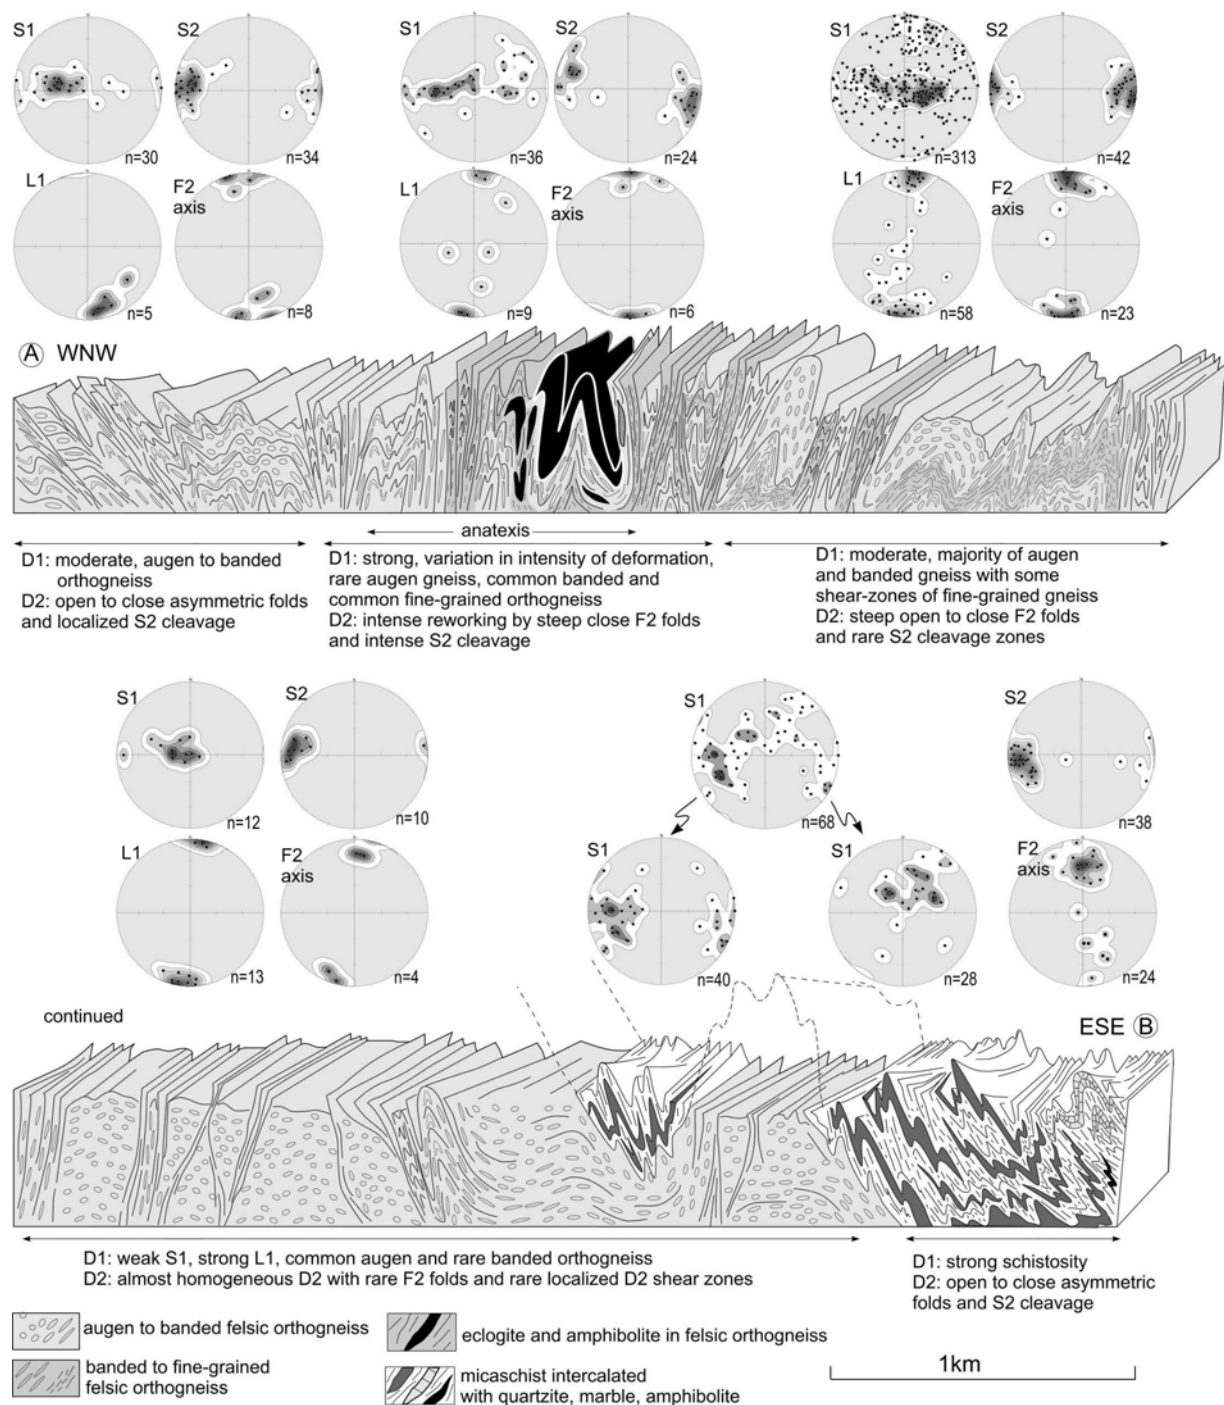 S1
S2
S1
S2
S1
S2
n=30
n=34
n=36
n=24
n=313
n=42
L1
F2
axis
L1
F2
axis
L1
F2
axis
n=5
n=8
n=9
n=6
n=58
n=23
A WNW
anatexis
D1: moderate, augen to banded
orthogneiss
D2: open to close asymmetric folds
and localized S2 cleavage
D1: strong, variation in intensity of deformation,
rare augen gneiss, common banded and
common fine-grained orthogneiss
D2: intense reworking by steep close F2 folds
and intense S2 cleavage
D1: moderate, majority of augen
and banded gneiss with some
shear-zones of fine-grained gneiss
D2: steep open to close F2 folds
and rare S2 cleavage zones
S1
S2
S1
S2
n=12
n=10
n=68
n=38
L1
F2
axis
S1
S1
F2
axis
n=13
n=4
n=40
n=28
n=24
continued
ESE B
D1: weak S1, strong L1, common augen and rare banded orthogneiss
D2: almost homogeneous D2 with rare F2 folds and rare localized D2 shear zones
D1: strong schistosity
D2: open to close asymmetric
folds and S2 cleavage
augen to banded felsic orthogneiss
banded to fine-grained
felsic orthogneiss
eclogite and amphibolite in felsic orthogneiss
micaschist intercalated
with quartzite, marble, amphibolite
1km